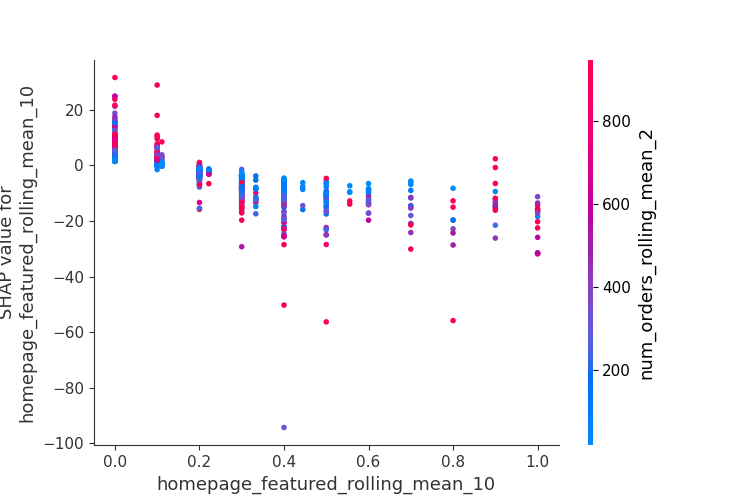 SHAP value for
homepage_featured_rolling_mean_10
20
0
−20
−40
−60
−80
−100
0.0 0.2 0.4 0.6 0.8 1.0
homepage_featured_rolling_mean_10
800
600
400
200
num_orders_rolling_mean_2